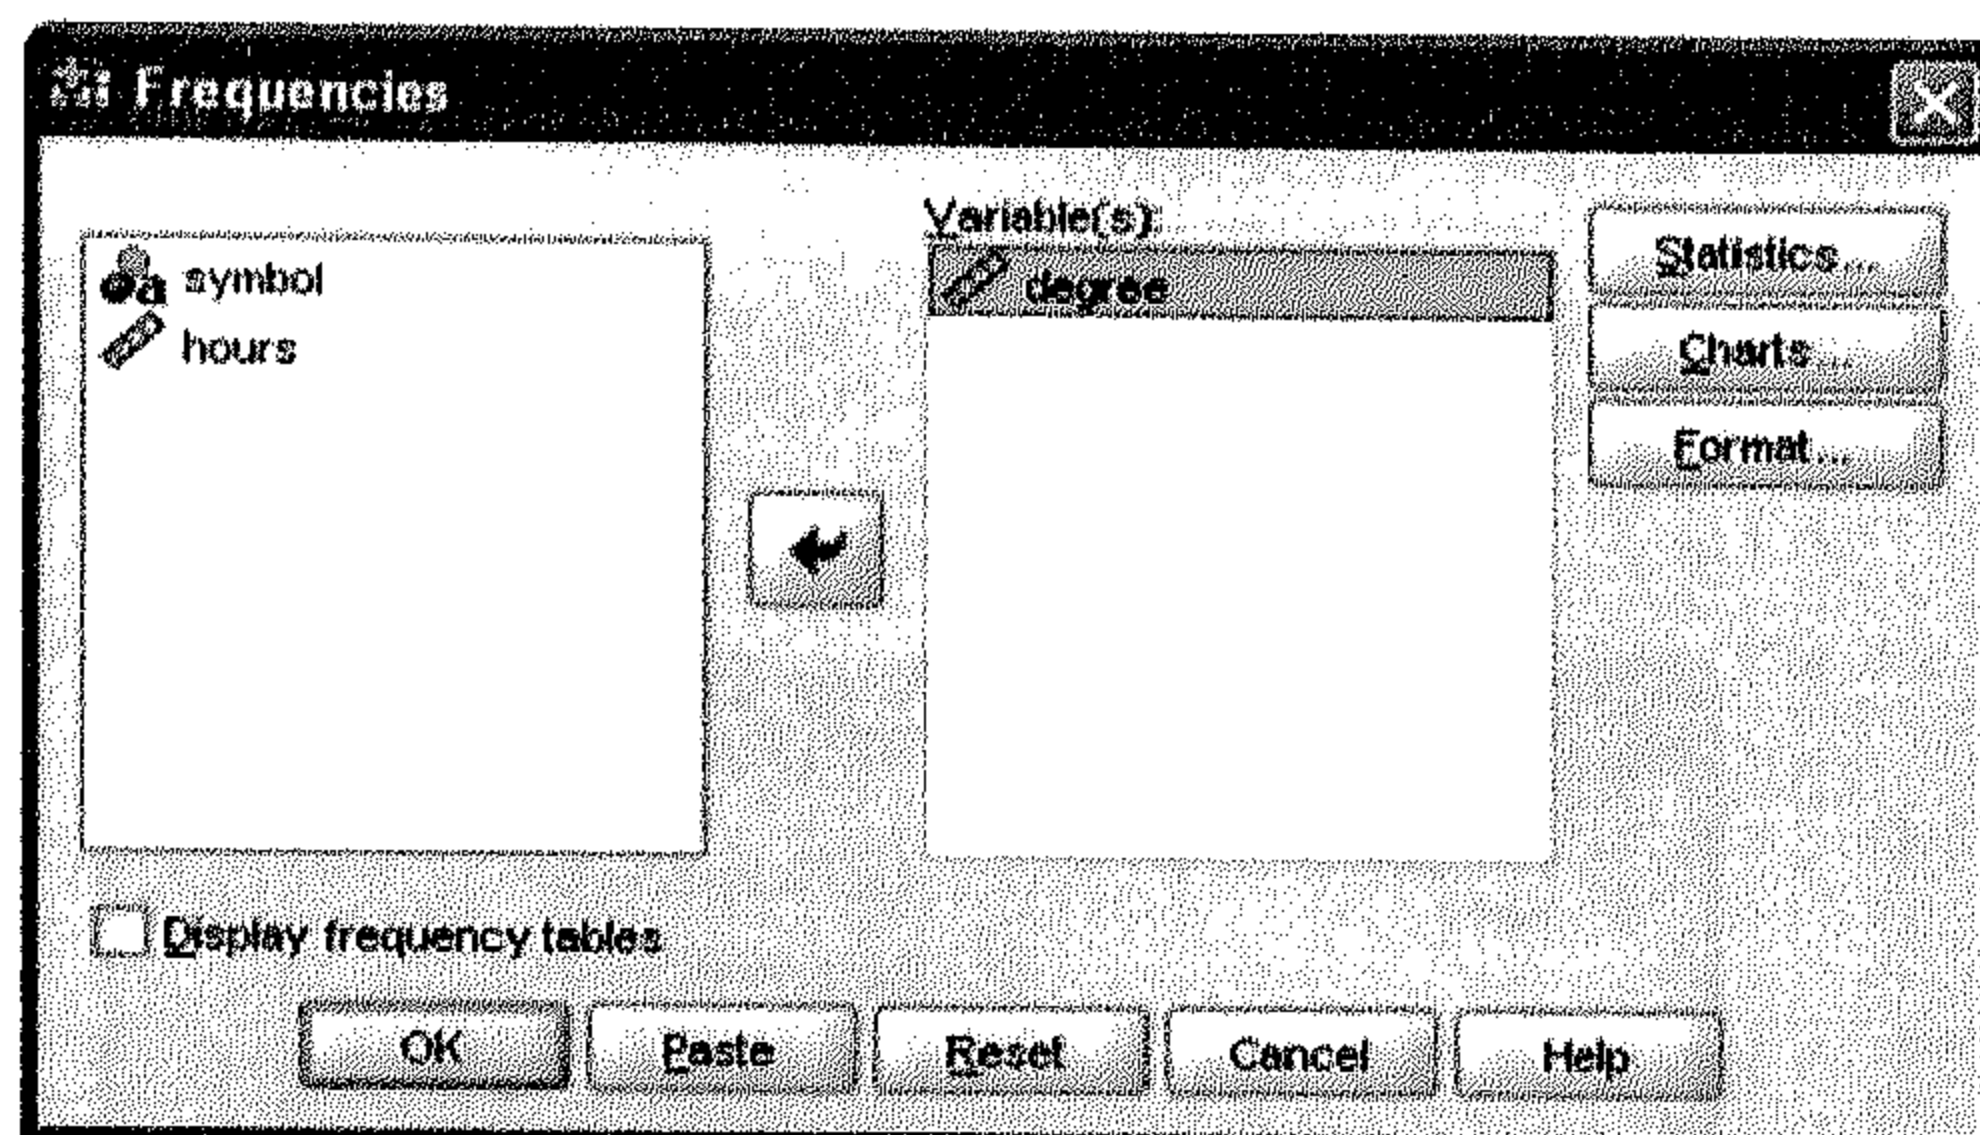 Frequencies
symbol
hours
Variable(s):
degree
Statistics...
Charts...
Format...
Display frequency tables
OK
Paste
Reset
Cancel
Help